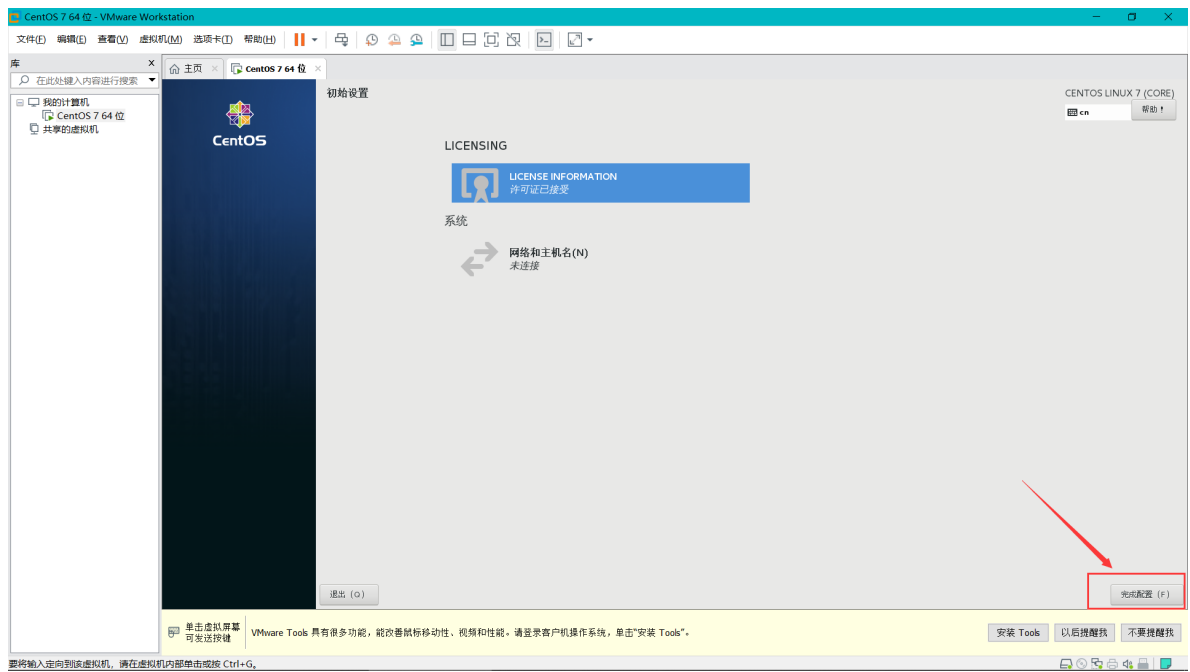 CentOS 7 64 位 - VMware Workstation
文件(F) 编辑(E) 查看(V) 虚拟机(M) 选项卡(T) 帮助(H)
库 X
主页 × CentOS 7 64 位 ×
在此处键入内容进行搜索
我的计算机
CentOS 7 64 位
共享的虚拟机
CentOS
初始设置
CENTOS LINUX 7 (CORE)
cn
帮助！
LICENSING
LICENSE INFORMATION
许可证已接受
系统
网络和主机名(N)
未连接
退出（Q）
完成配置（F）
单击虚拟屏幕
可发送按键
VMware Tools 具有很多功能，能改善鼠标移动性、视频和性能。请登录客户机操作系统，单击“安装 Tools”。
安装 Tools 以后提醒我 不要提醒我
要将输入定向到该虚拟机，请在虚拟机内部单击或按 Ctrl+G。